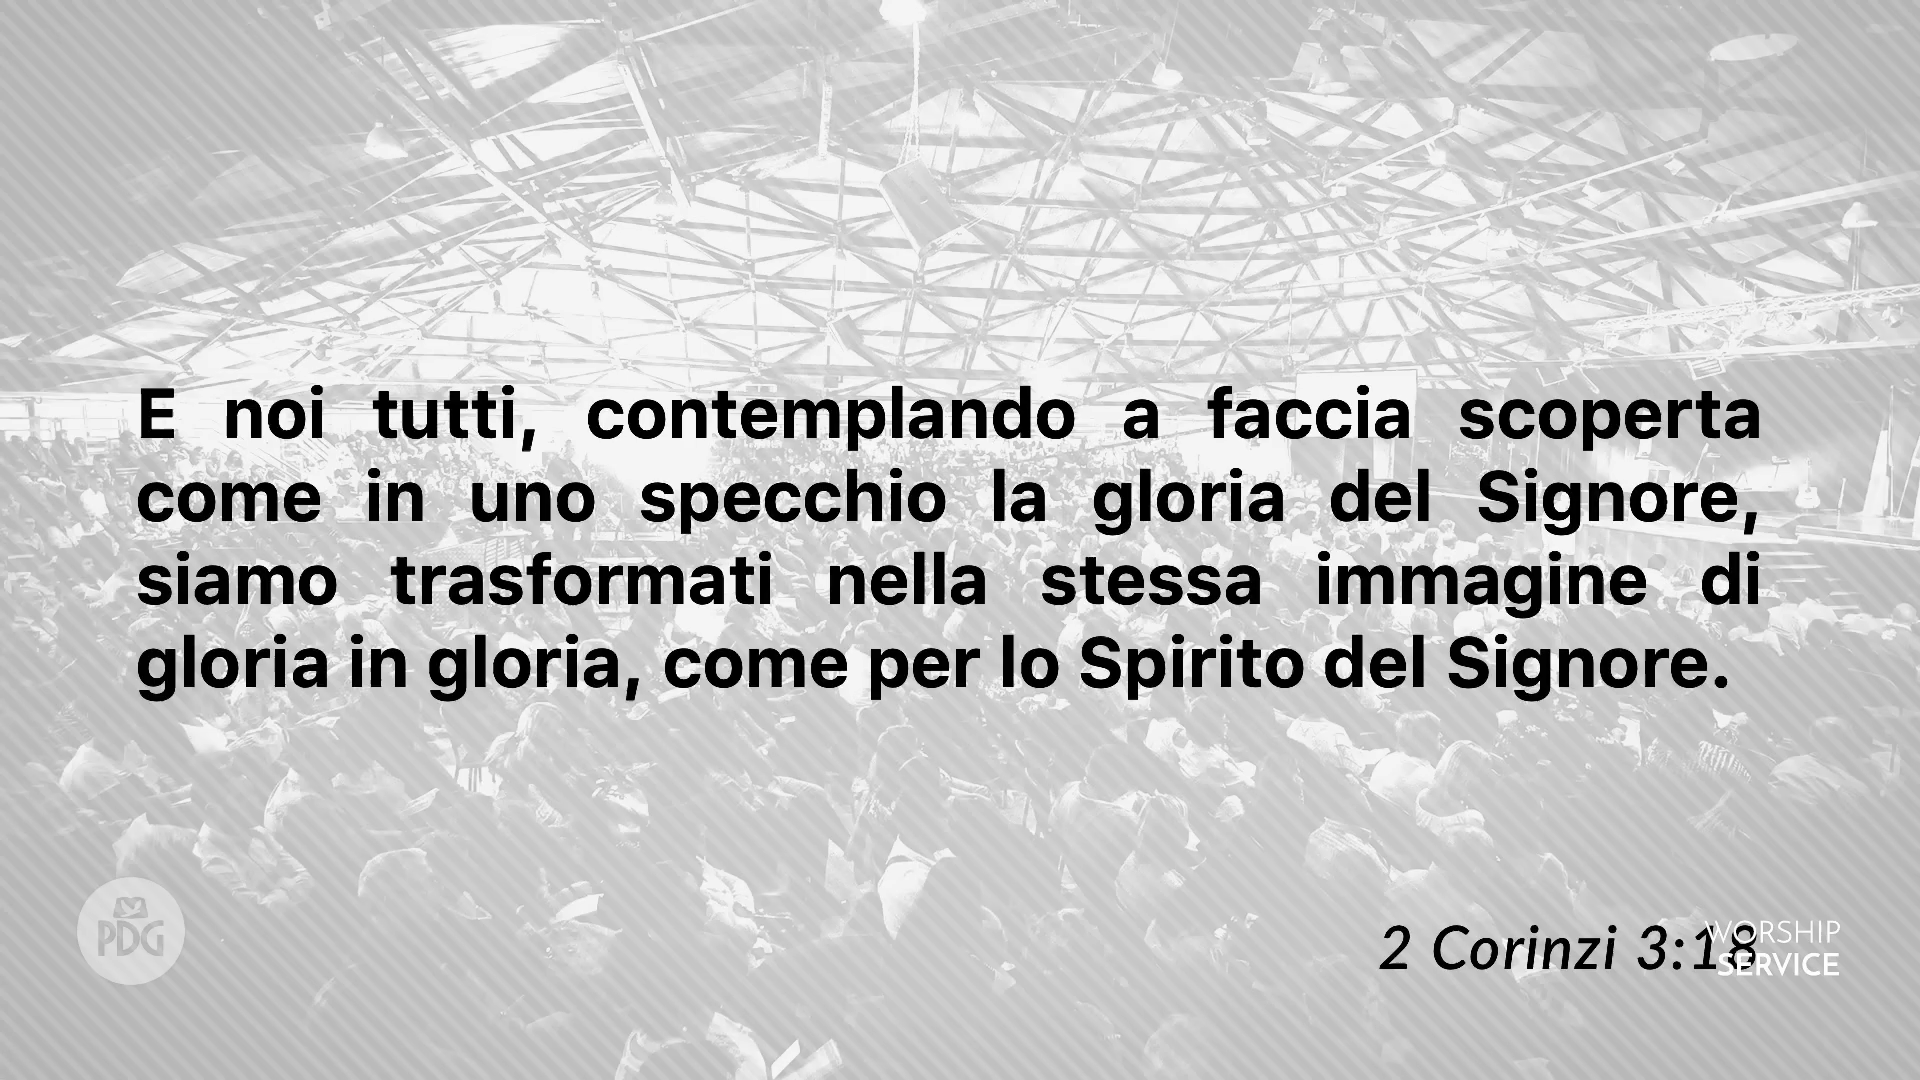 E noi tutti, contemplando a faccia scoperta
come in uno specchio la gloria del Signore,
siamo trasformati nella stessa immagine di
gloria in gloria, come per lo Spirito del Signore.
PDG
2 Corinzi 3:18
WORSHIP
SERVICE